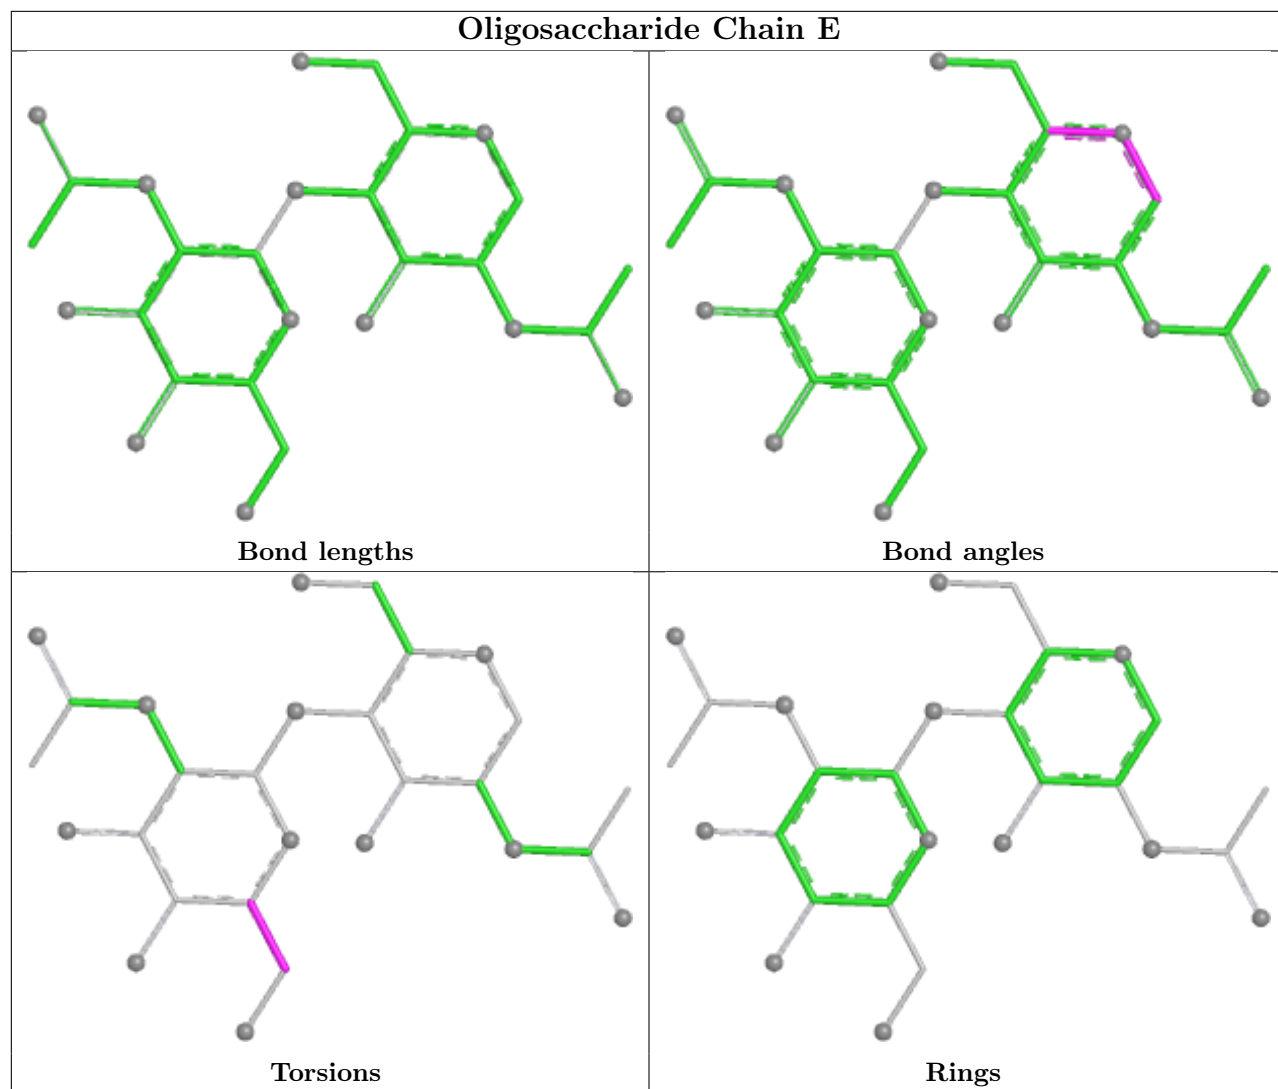 Oligosaccharide Chain E
Bond lengths
Bond angles
Torsions
Rings